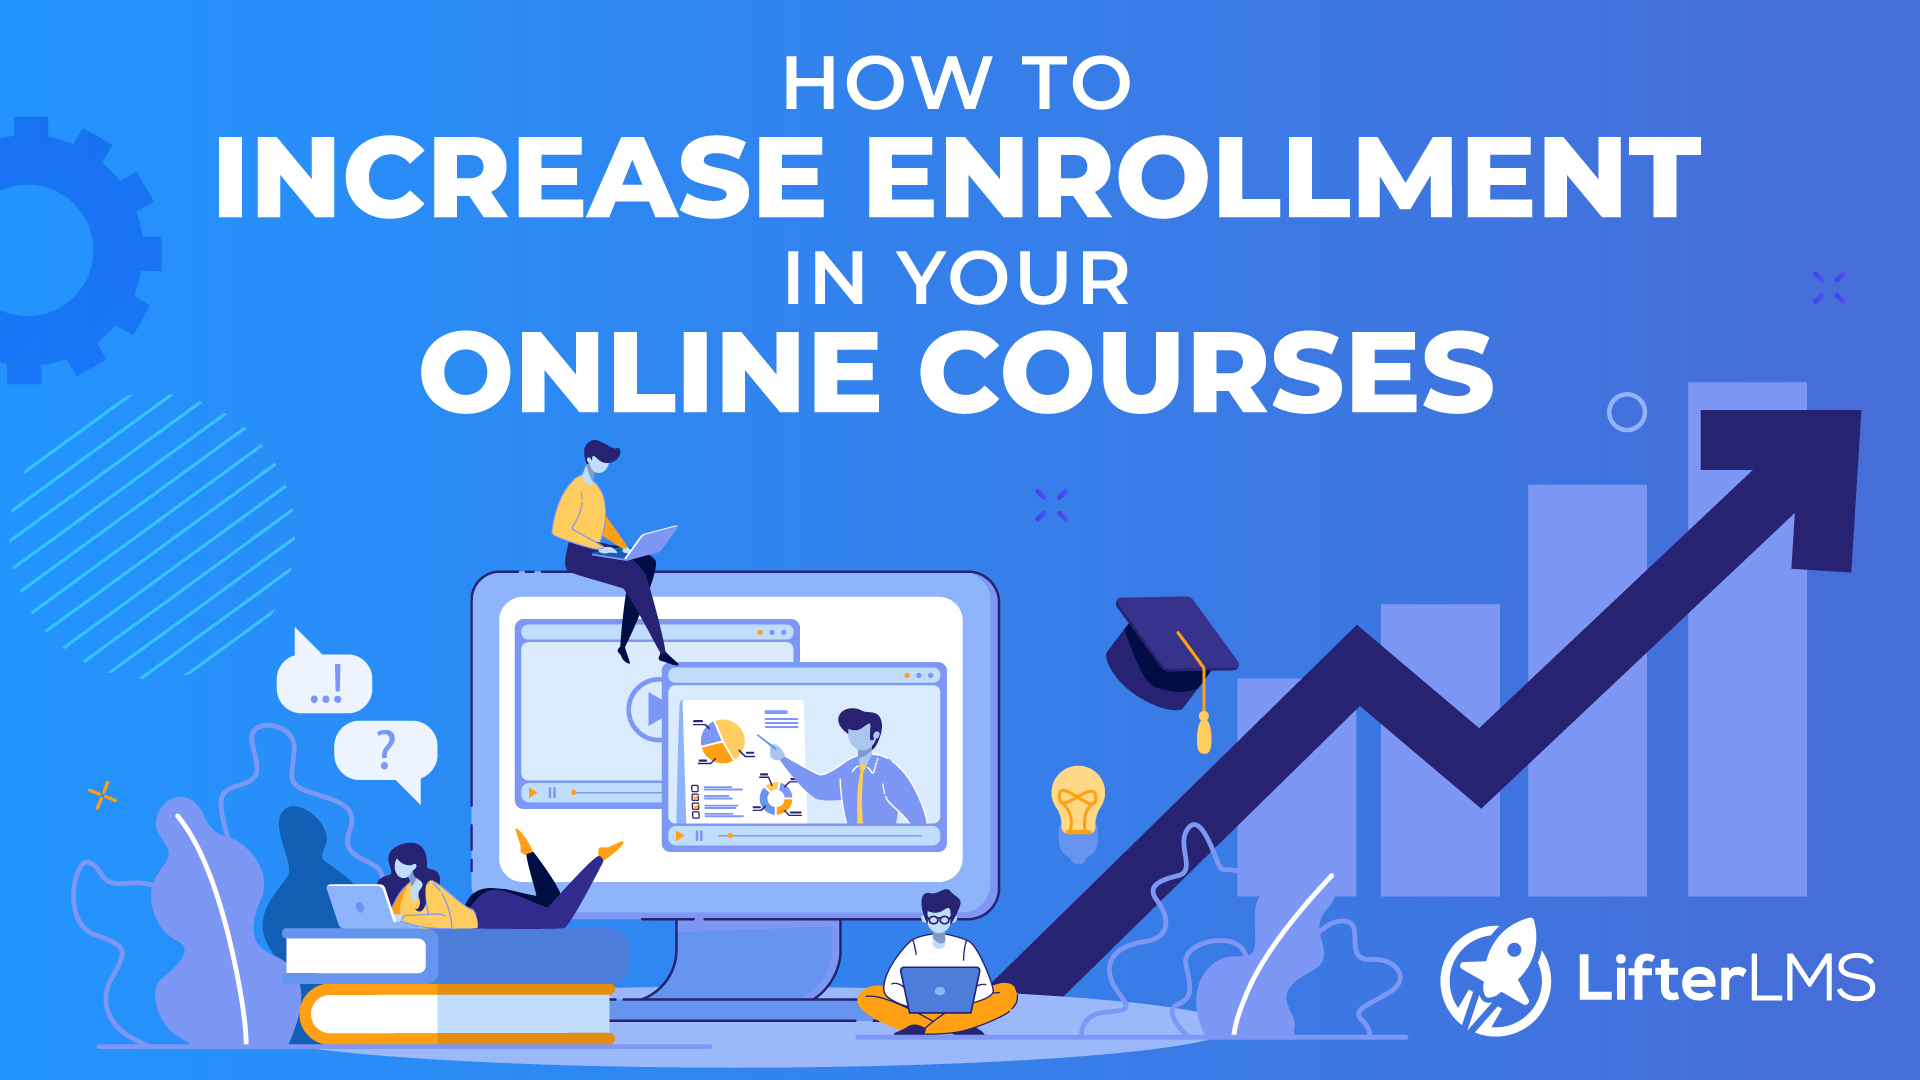 HOW TO
INCREASE ENROLLMENT
IN YOUR
ONLINE COURSES
...!
?
LifterLMS